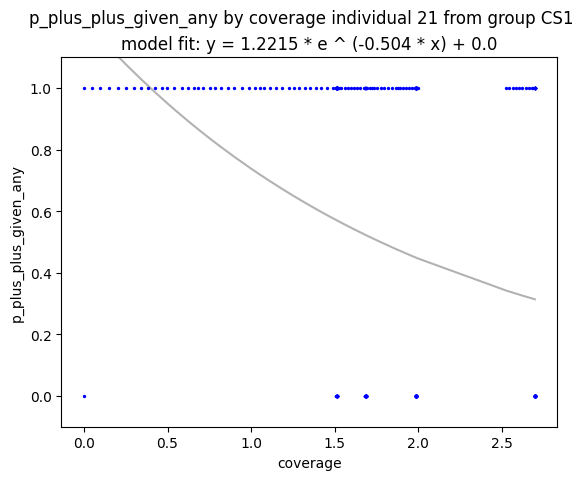 p_plus_plus_given_any by coverage individual 21 from group CS1
model fit: y = 1.2215 * e ^ (-0.504 * x) + 0.0
1.0
0.8
0.6
0.4
0.2
0.0
p_plus_plus_given_any
0.0 0.5 1.0 1.5 2.0 2.5
coverage